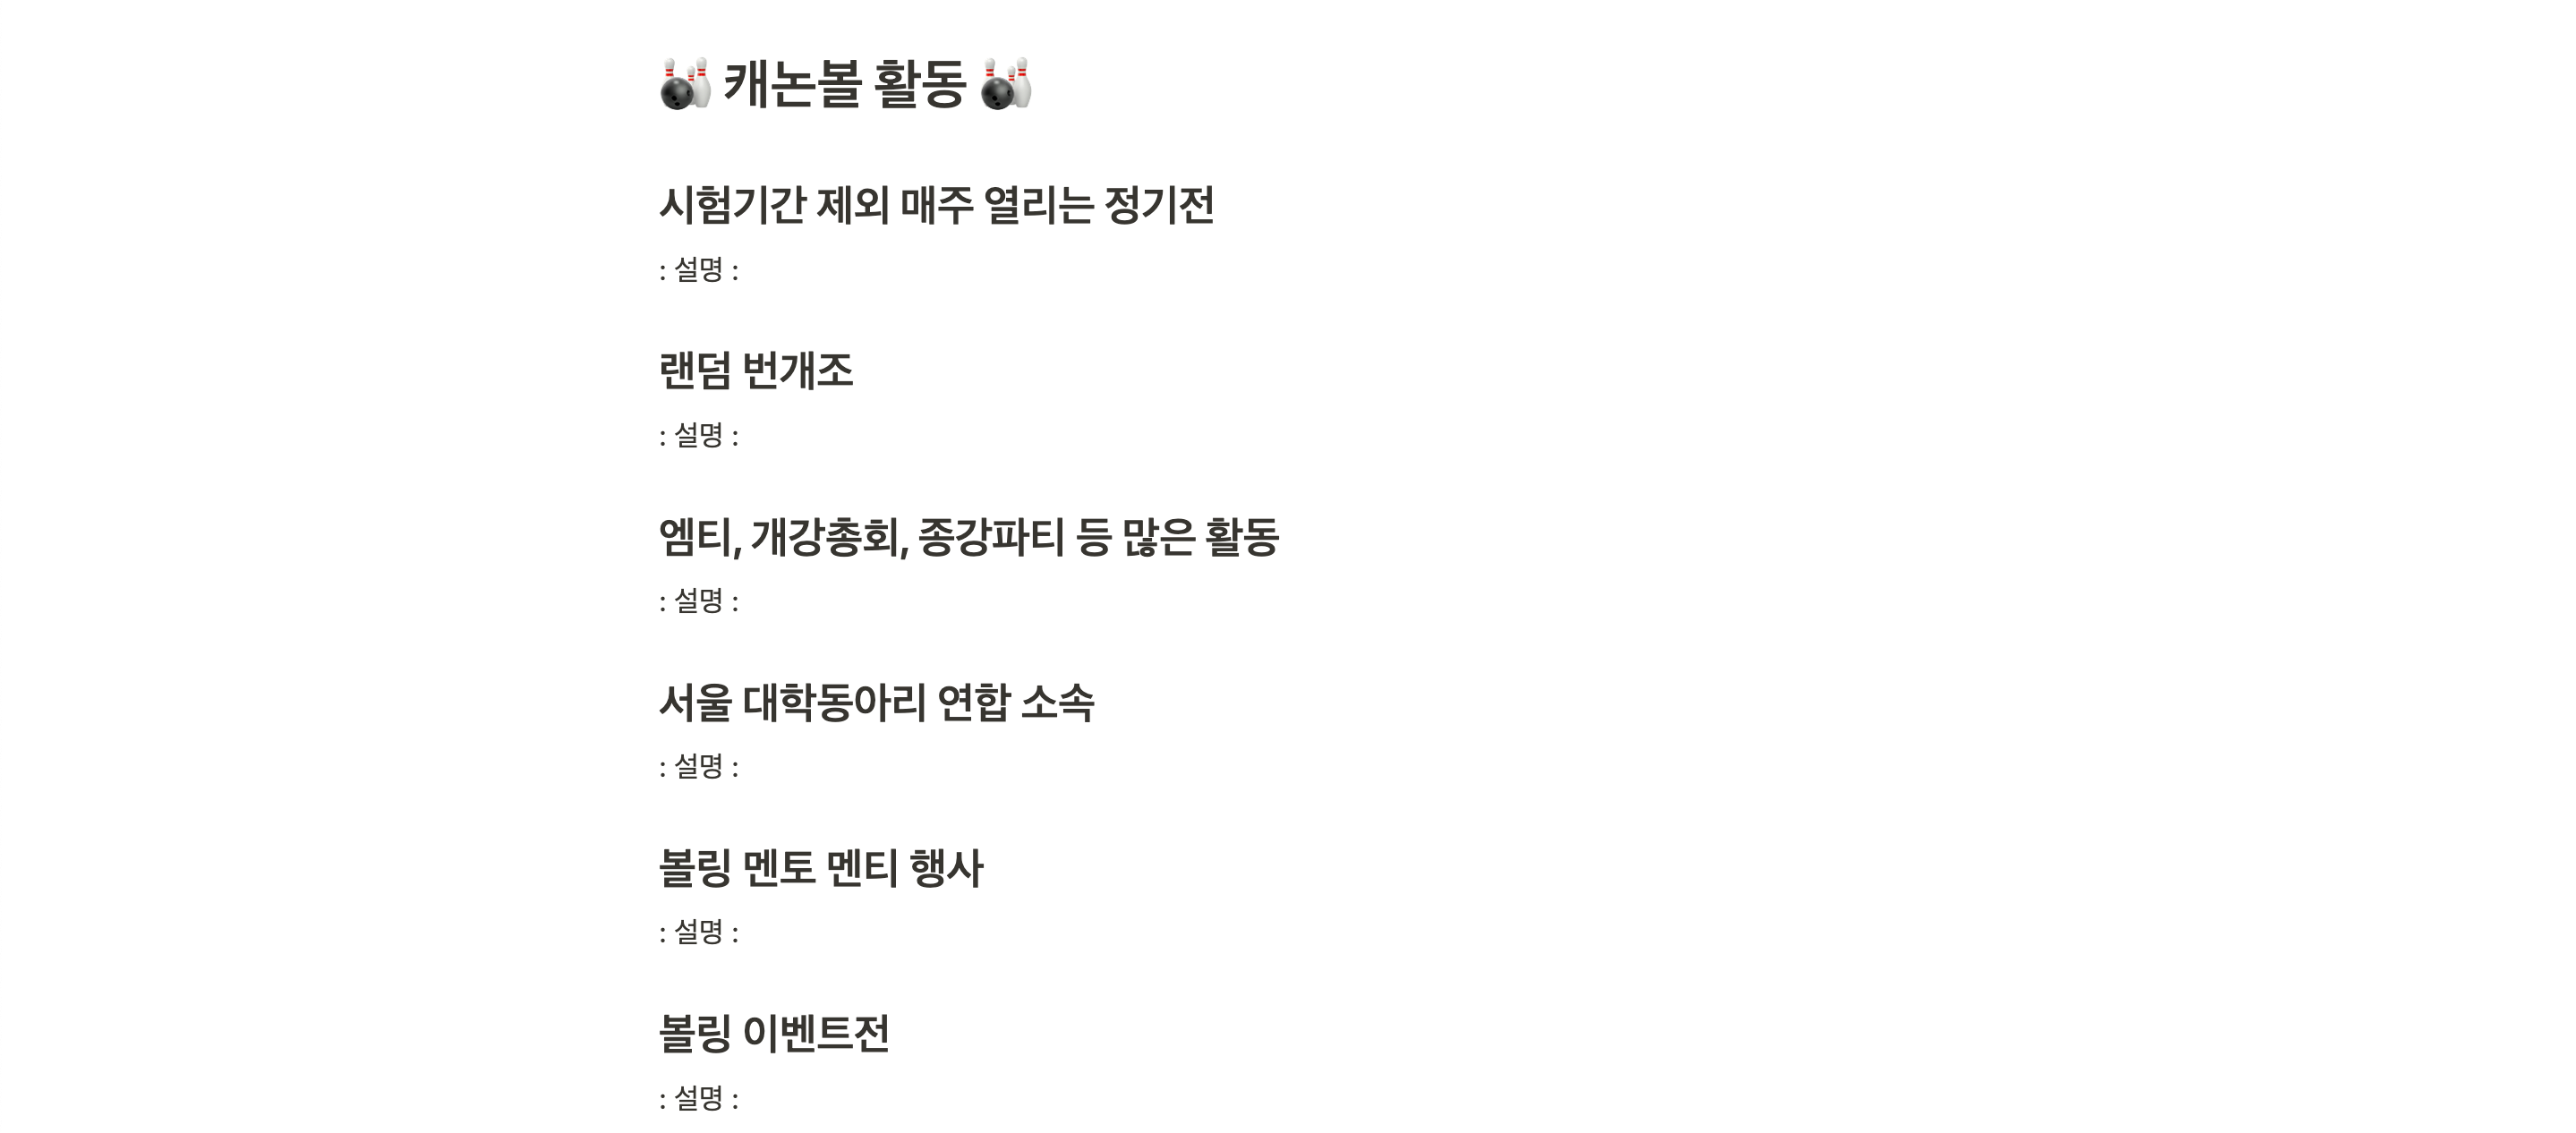 🎳 캐논볼 활동 🎳
시험기간 제외 매주 열리는 정기전
: 설명 :
랜덤 번개조
: 설명 :
엠티, 개강총회, 종강파티 등 많은 활동
: 설명 :
서울 대학동아리 연합 소속
: 설명 :
볼링 멘토 멘티 행사
: 설명 :
볼링 이벤트전
: 설명 :